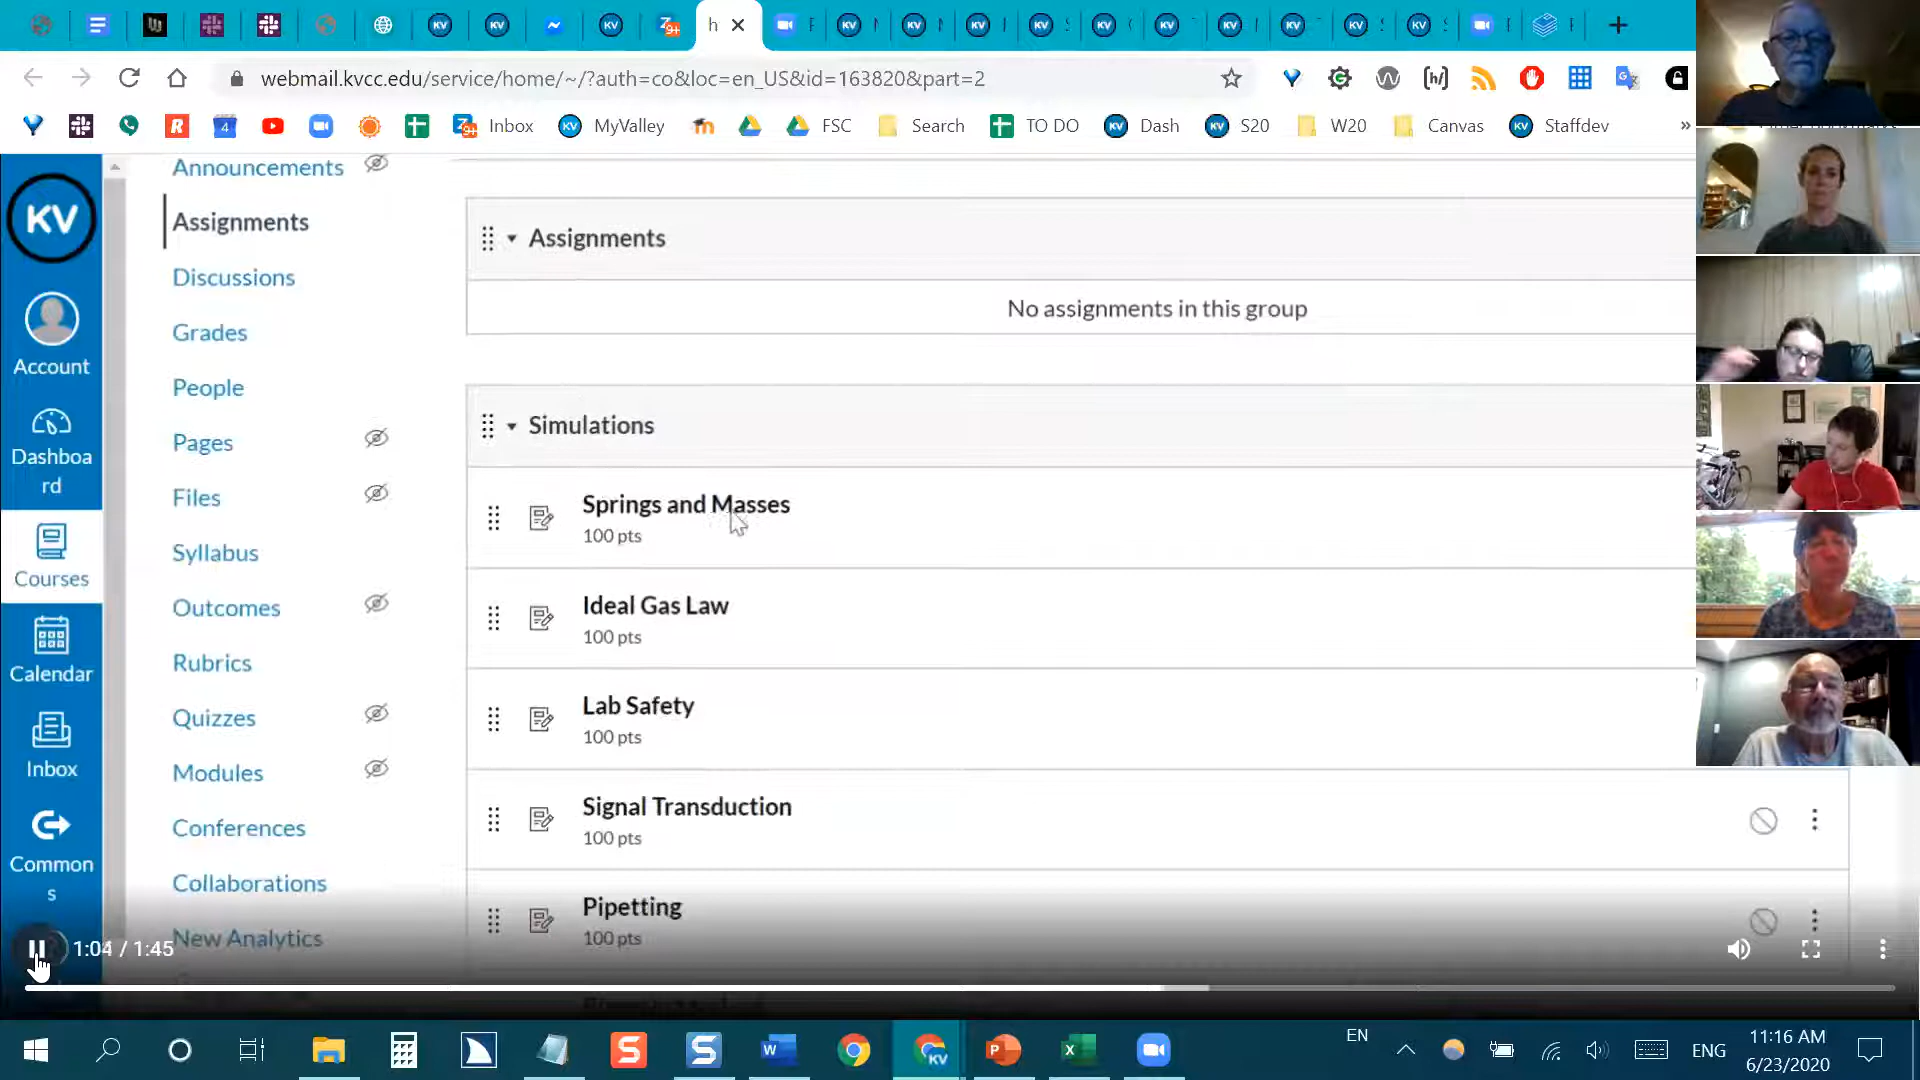 h
webmail.kvcc.edu/service/home/~/?auth=co&loc=en_US&id=163820&part=2
Inbox
MyValley
FSC
Search
TO DO
Dash
S20
W20
Canvas
Staffdev
»
KV
Account
Dashboa
rd
Courses
Calendar
Inbox
Common
s
Announcements
Assignments
Discussions
Grades
People
Pages
Files
Syllabus
Outcomes
Rubrics
Quizzes
Modules
Conferences
Collaborations
New Analytics
Assignments
No assignments in this group
Simulations
Springs and Masses
100 pts
Ideal Gas Law
100 pts
Lab Safety
100 pts
Signal Transduction
100 pts
Pipetting
100 pts
1:04 / 1:45
EN
ENG
11:16 AM
6/23/2020